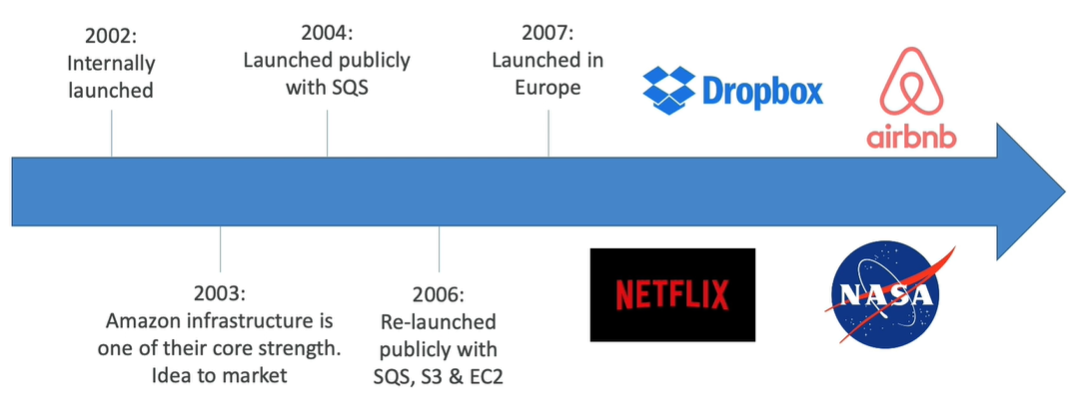 2002:
Internally
launched
2004:
Launched publicly
with SQS
2007:
Launched in
Europe
Dropbox
airbnb
2003:
Amazon infrastructure is
one of their core strength.
Idea to market
2006:
Re-launched
publicly with
SQS, S3 & EC2
NETFLIX
NASA